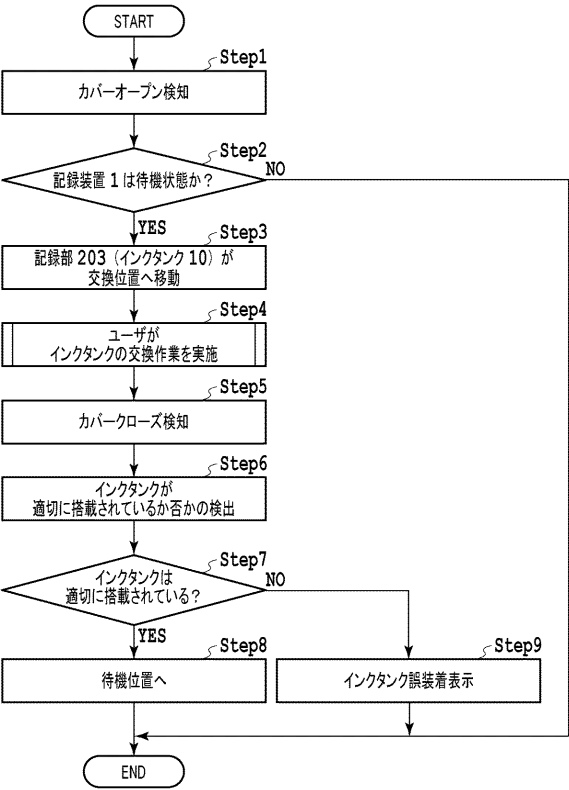 START
Step1
カバーオープン検知
Step2
記録装置1は待機状態か?
NO
YES
Step3
記録部203(インクタンク10)が
交換位置へ移動
Step4
ユーザが
インクタンクの交換作業を実施
Step5
カバークローズ検知
Step6
インクタンクが
適切に搭載されているか否かの検出
Step7
インクタンクは
適切に搭載されている?
NO
YES
Step8
待機位置へ
Step9
インクタンク誤装着表示
END